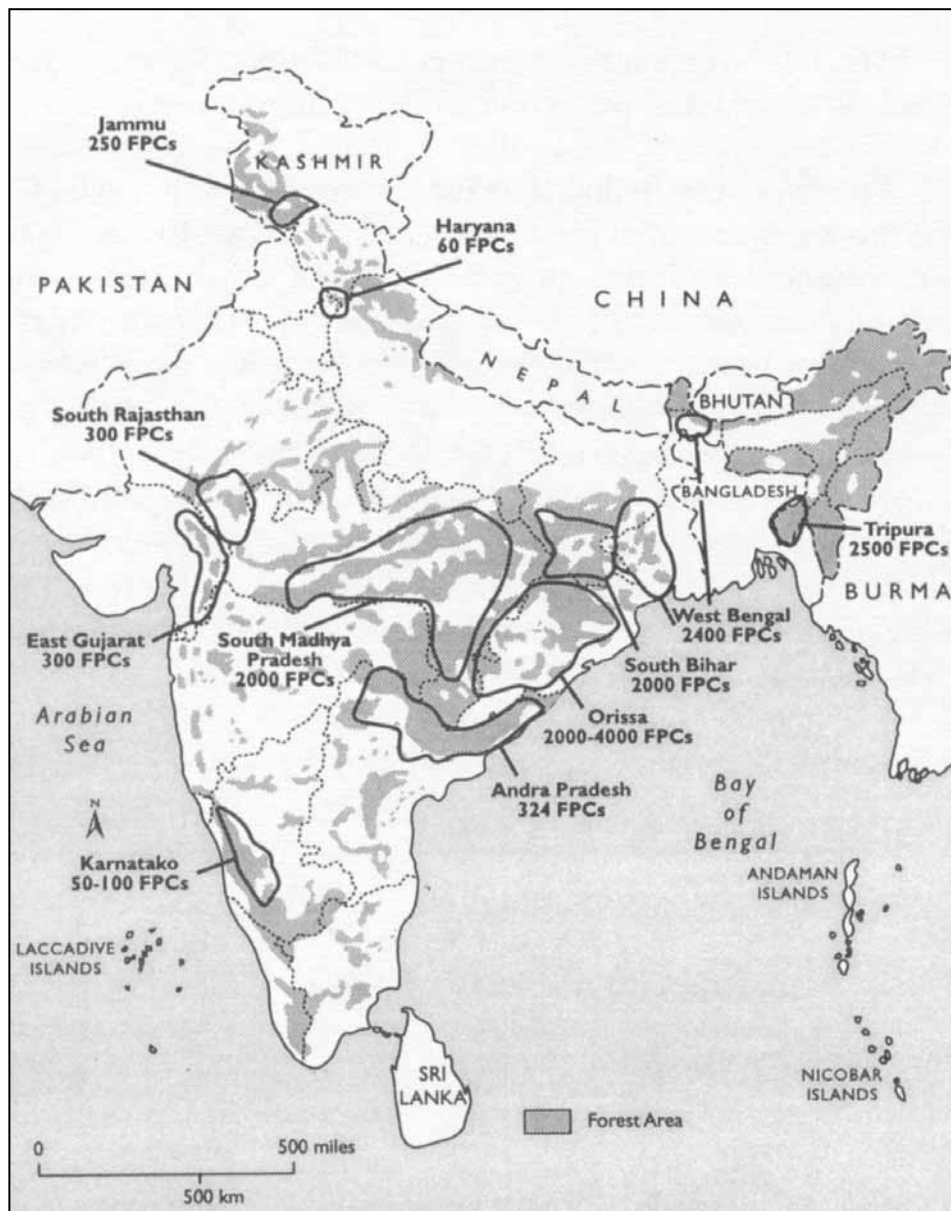 Jammu
250 FPCs
KASHMIR
Haryana
60 FPCs
PAKISTAN
CHINA
NEPAL
South Rajasthan
300 FPCs
BHUTAN
BANGLADESH
Tripura
2500 FPCs
BURMA
East Gujarat
300 FPCs
South Madhya
Pradesh
2000 FPCs
West Bengal
2400 FPCs
South Bihar
2000 FPCs
Orissa
2000-4000 FPCs
Arabian
Sea
Andra Pradesh
324 FPCs
Bay
of
Bengal
N
Karnatako
50-100 FPCs
ANDAMAN
ISLANDS
LACCADIVE
ISLANDS
SRI
LANKA
NICOBAR
ISLANDS
Forest Area
0 500 miles
500 km